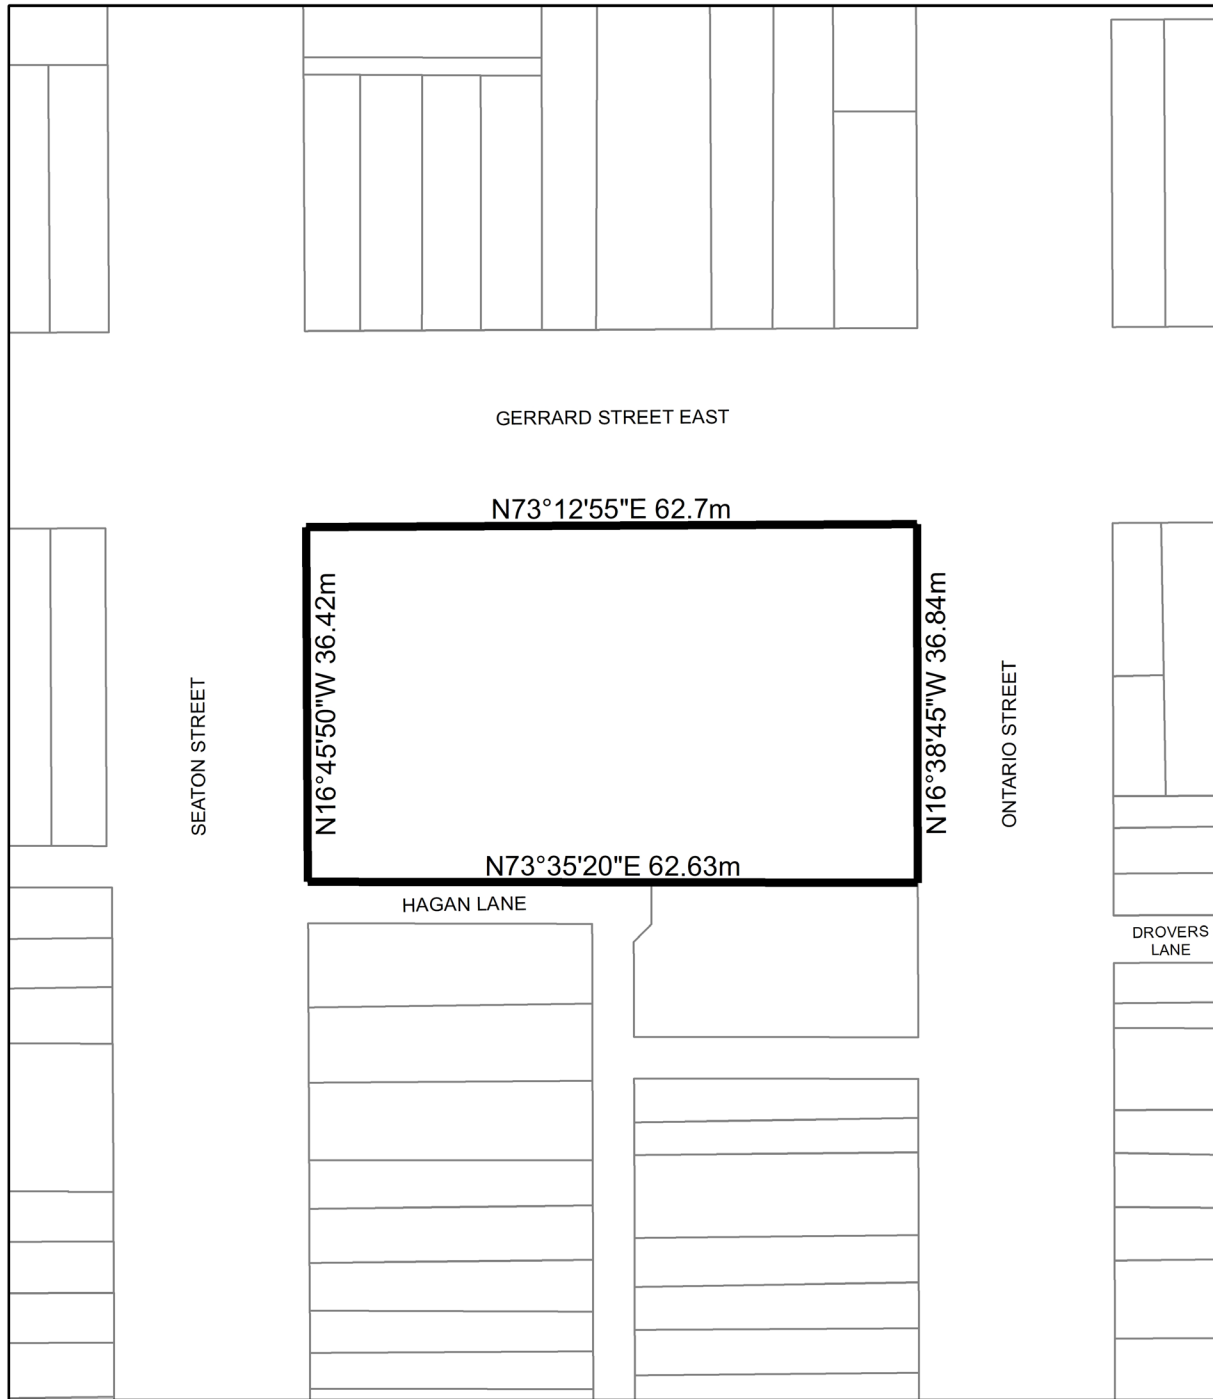 GERRARD STREET EAST
N73°12'55"E 62.7m
N16°45'50"W 36.42m
N16°38'45"W 36.84m
SEATON STREET
ONTARIO STREET
N73°35'20"E 62.63m
HAGAN LANE
DROVERS
LANE